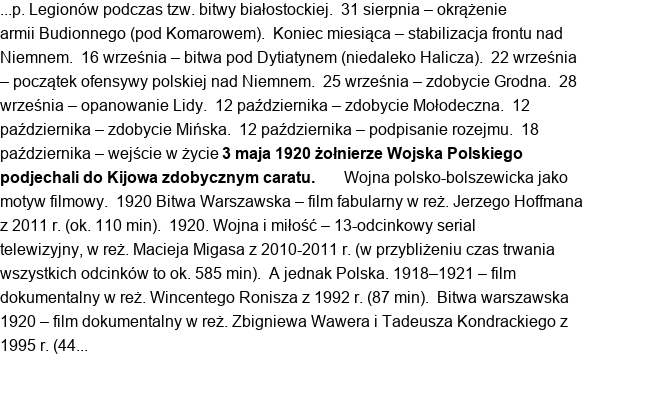 ...p. Legionów podczas tzw. bitwy białostockiej.  31 sierpnia – okrążenie
armii Budionnego (pod Komarowem).  Koniec miesiąca – stabilizacja frontu nad
Niemnem.  16 września – bitwa pod Dytiatynem (niedaleko Halicza).  22 września
– początek ofensywy polskiej nad Niemnem.  25 września – zdobycie Grodna.  28
września – opanowanie Lidy.  12 października – zdobycie Mołodeczna.  12
października – zdobycie Mińska.  12 października – podpisanie rozejmu.  18
października – wejście w życie 3 maja 1920 żołnierze Wojska Polskiego
podjechali do Kijowa zdobycznym caratu.      Wojna polsko-bolszewicka jako
motyw filmowy.  1920 Bitwa Warszawska – film fabularny w reż. Jerzego Hoffmana
z 2011 r. (ok. 110 min).  1920. Wojna i miłość – 13-odcinkowy serial
telewizyjny, w reż. Macieja Migasa z 2010-2011 r. (w przybliżeniu czas trwania
wszystkich odcinków to ok. 585 min).  A jednak Polska. 1918–1921 – film
dokumentalny w reż. Wincentego Ronisza z 1992 r. (87 min).  Bitwa warszawska
1920 – film dokumentalny w reż. Zbigniewa Wawera i Tadeusza Kondrackiego z
1995 r. (44...